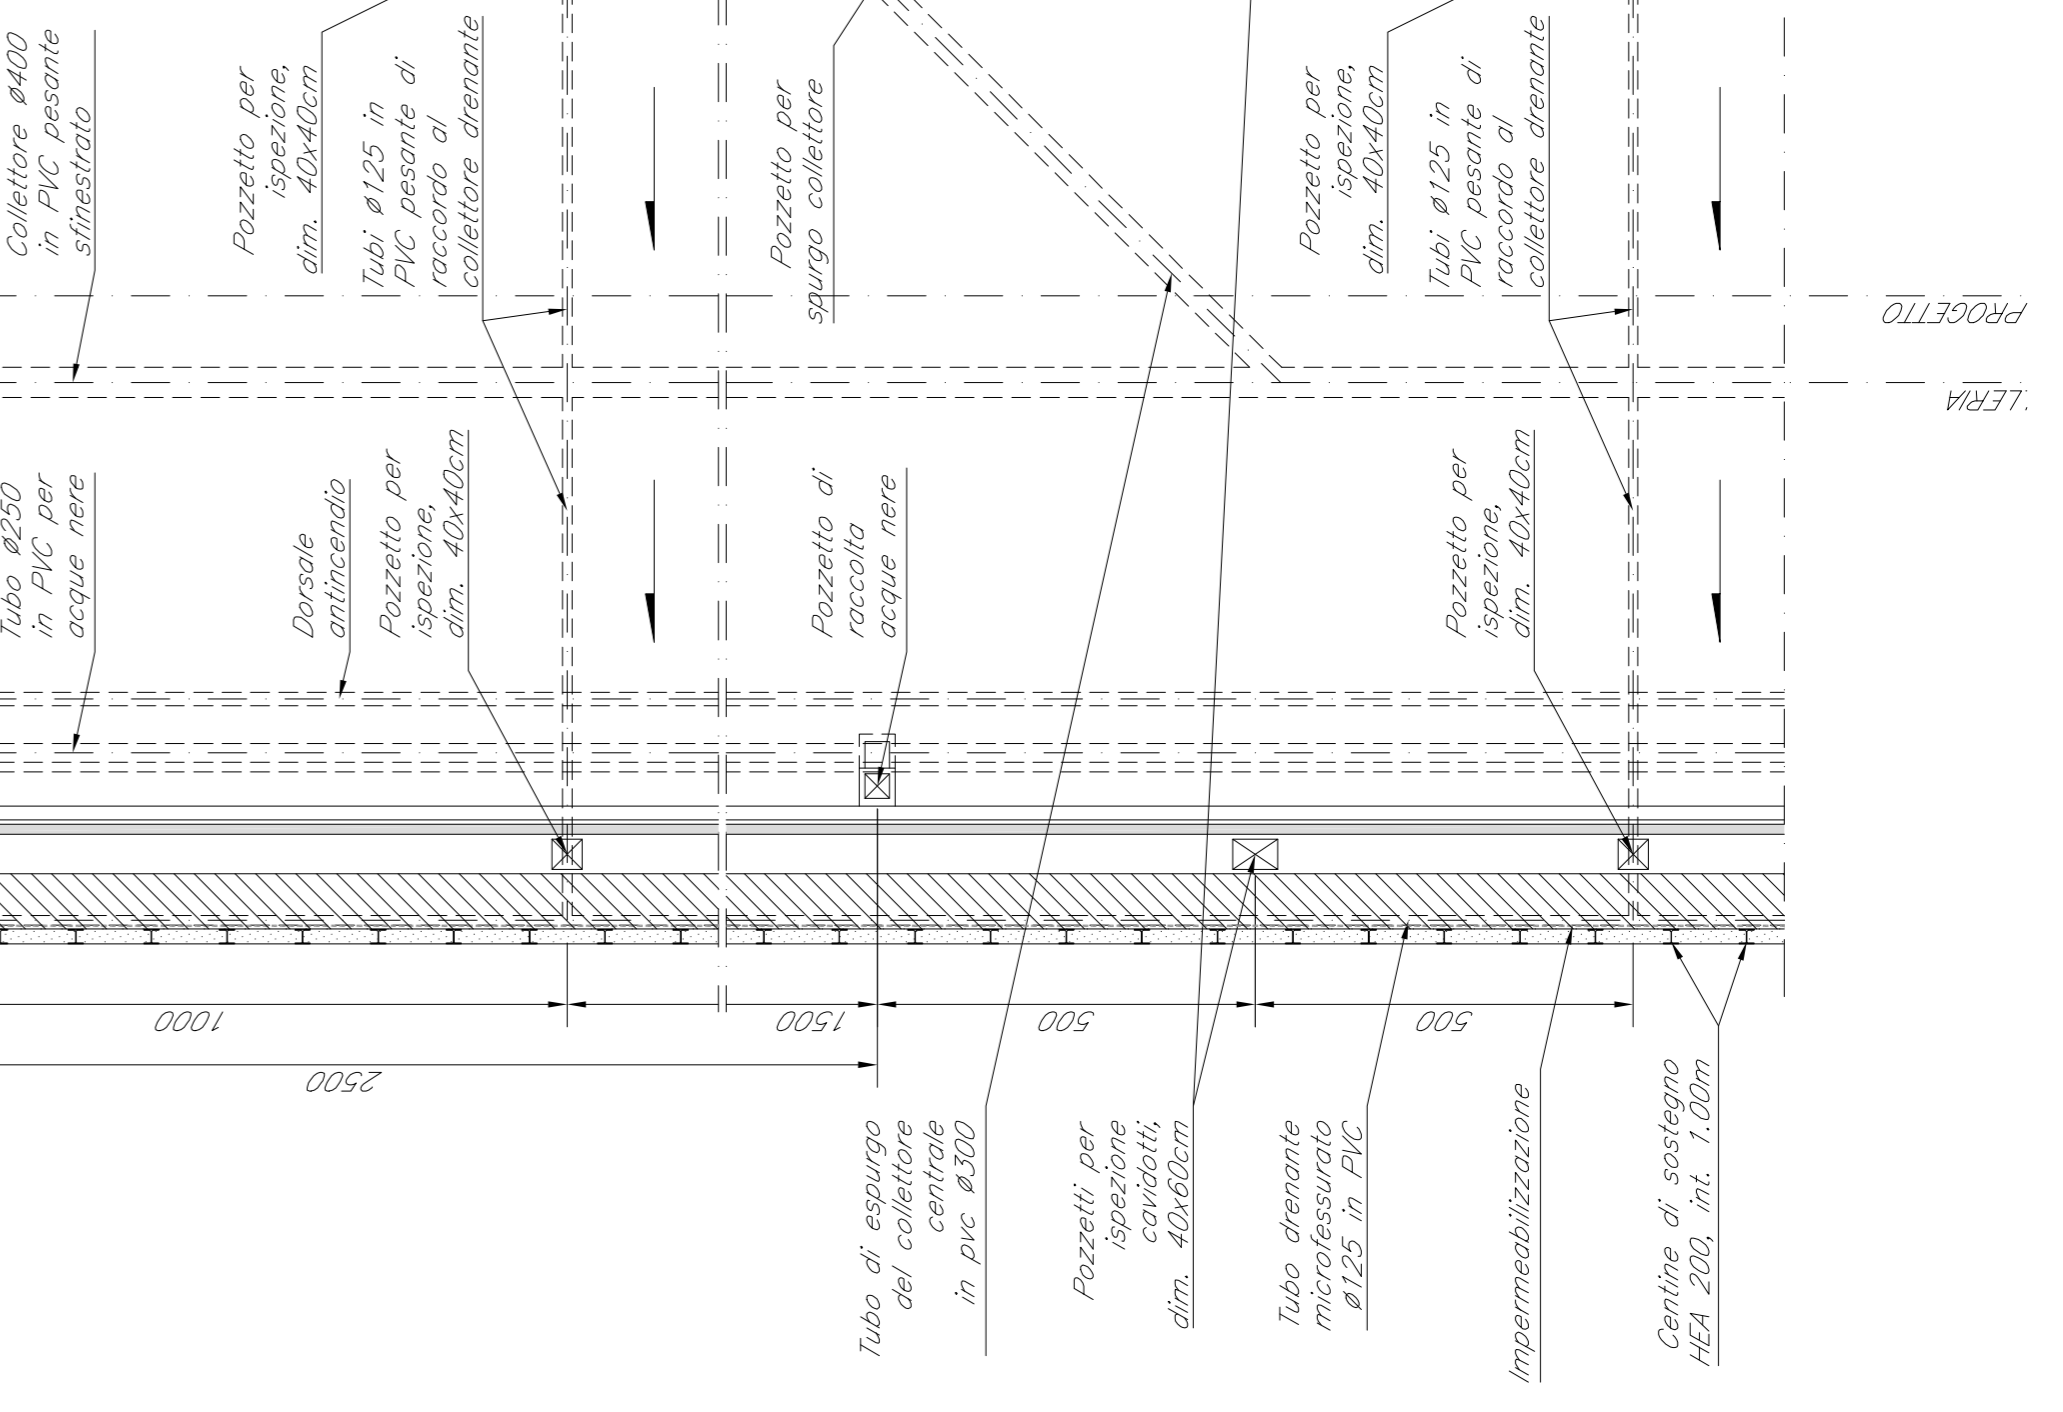 Collettore ø400
in PVC pesante
sfinestrato
Pozzetto per
ispezione,
dim. 40x40cm
Tubi ø125 in
PVC pesante di
raccordo al
collettore drenante
Pozzetto per
spurgo collettore
Pozzetto per
ispezione,
dim. 40x40cm
Tubi ø125 in
PVC pesante di
raccordo al
collettore drenante
PROGETTO
LERIA
Tubo ø250
in PVC per
acque nere
Dorsale
antincendio
Pozzetto per
ispezione,
dim. 40x40cm
Pozzetto di
raccolta
acque nere
Pozzetto per
ispezione,
dim. 40x40cm
1000
1500
500
500
2500
Tubo di espurgo
del collettore
centrale
in pvc ø300
Pozzetti per
ispezione
cavidotti,
dim. 40x60cm
Tubo drenante
microfessurato
ø125 in PVC
Impermeabilizzazione
Centine di sostegno
HEA 200, int. 1.00m